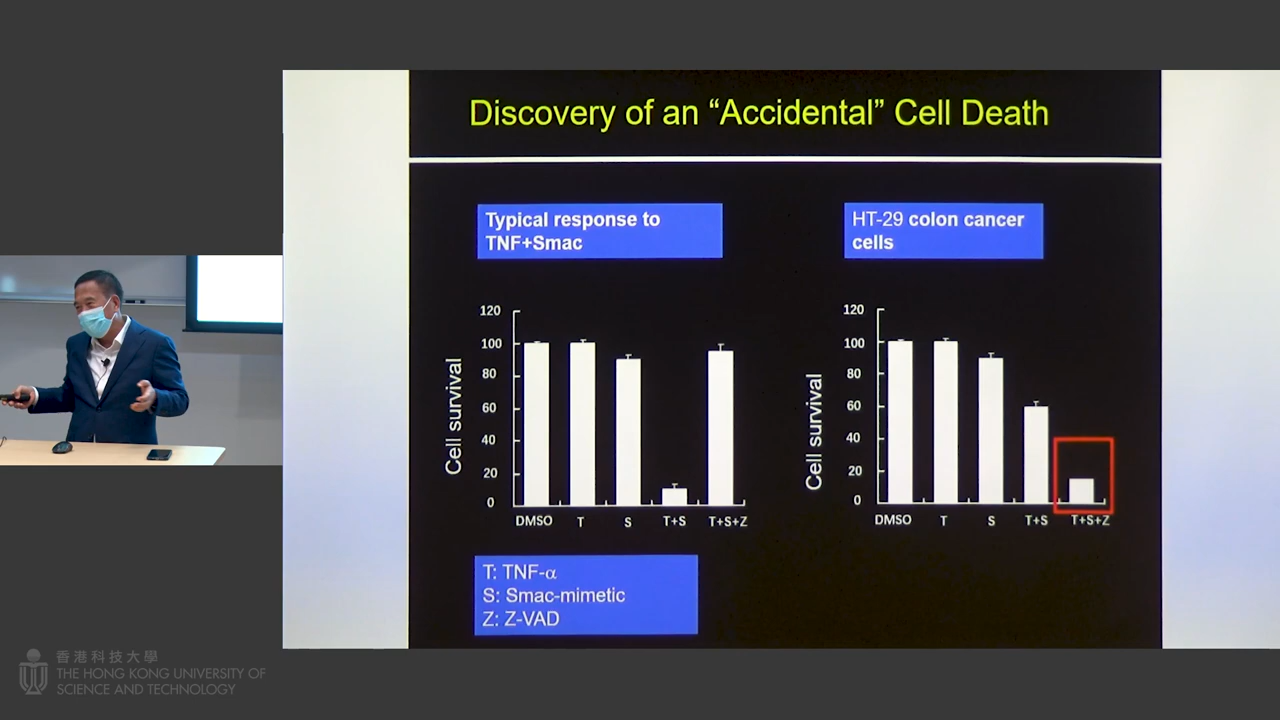 Discovery of an “Accidental” Cell Death
Typical response to
TNF+Smac
HT-29 colon cancer
cells
Cell survival
120
100
80
60
40
20
0
DMSO T S T+S T+S+Z
Cell survival
120
100
80
60
40
20
0
DMSO T S T+S T+S+Z
T: TNF-α
S: Smac-mimetic
Z: Z-VAD
香港科技大學
THE HONG KONG UNIVERSITY OF
SCIENCE AND TECHNOLOGY